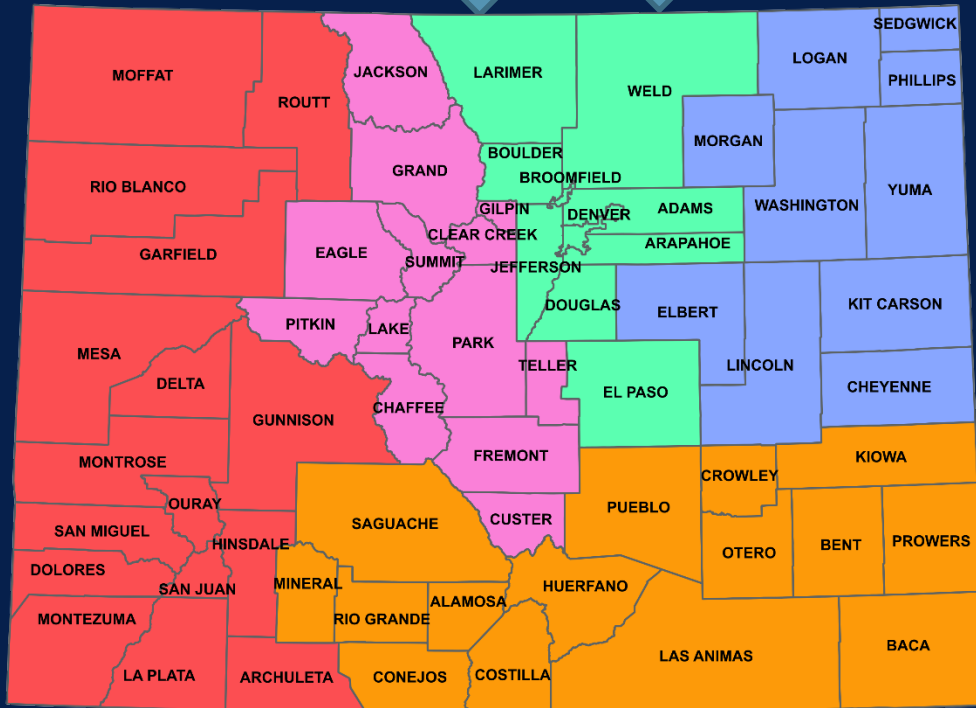 SEDGWICK
LOGAN
MOFFAT
JACKSON
LARIMER
PHILLIPS
WELD
ROUTT
MORGAN
BOULDER
GRAND
BROOMFIELD
RIO BLANCO
YUMA
WASHINGTON
GILPIN
DENVER
ADAMS
CLEAR CREEK
ARAPAHOE
GARFIELD
EAGLE
SUMMIT
JEFFERSON
DOUGLAS
KIT CARSON
ELBERT
PITKIN
LAKE
PARK
MESA
TELLER
LINCOLN
DELTA
CHEYENNE
EL PASO
CHAFFEE
GUNNISON
FREMONT
KIOWA
MONTROSE
CROWLEY
OURAY
PUEBLO
CUSTER
SAGUACHE
SAN MIGUEL
HINSDALE
PROWERS
BENT
OTERO
DOLORES
MINERAL
HUERFANO
SAN JUAN
ALAMOSA
MONTEZUMA
RIO GRANDE
BACA
LAS ANIMAS
LA PLATA
ARCHULETA
CONEJOS
COSTILLA